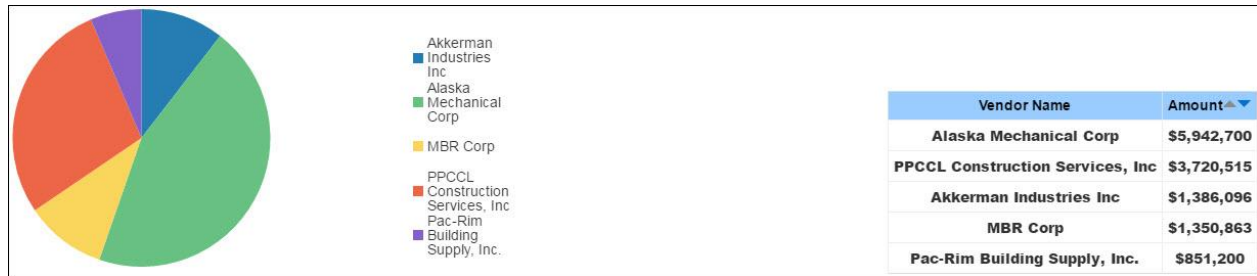 Akkerman
Industries
Inc
Alaska
Mechanical
Corp
MBR Corp
PPCCL
Construction
Services, Inc
Pac-Rim
Building
Supply, Inc.
Vendor Name Amount
Alaska Mechanical Corp $5,942,700
PPCCL Construction Services, Inc $3,720,515
Akkerman Industries Inc $1,386,096
MBR Corp $1,350,863
Pac-Rim Building Supply, Inc. $851,200